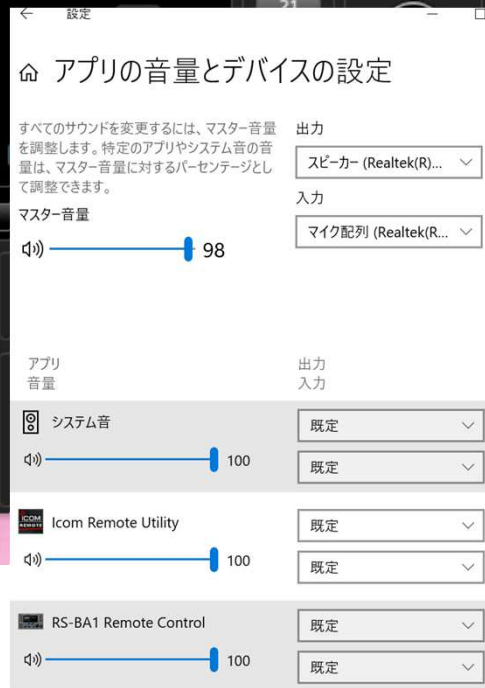 21
設定
アプリの音量とデバイスの設定
すべてのサウンドを変更するには、マスター音量
を調整します。特定のアプリやシステム音の音
量は、マスター音量に対するパーセンテージとし
て調整できます。
マスター音量
98
出力
スピーカー (Realtek(R)...
入力
マイク配列 (Realtek(R...
アプリ
音量
出力
入力
システム音
100
既定
既定
ICOM
REMOTE
Icom Remote Utility
100
既定
既定
RS-BA1 Remote Control
100
既定
既定